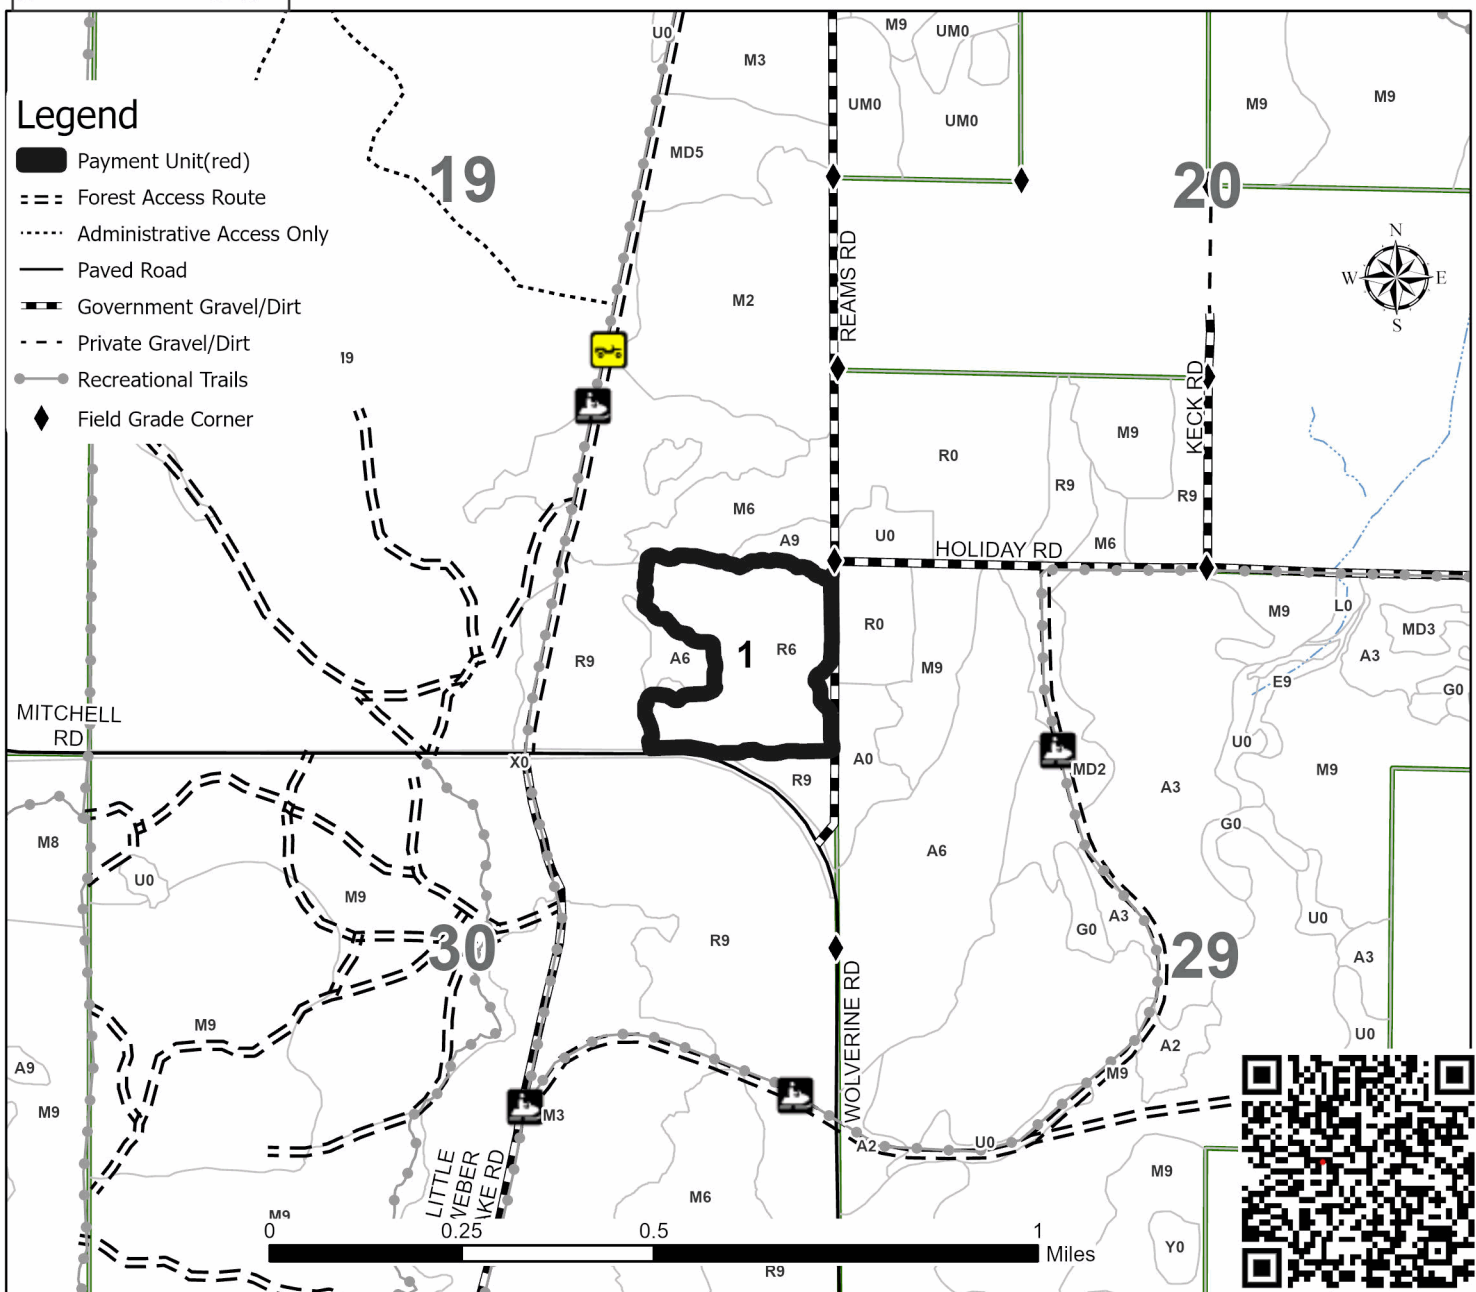 U0
M3
M9
UM0
UM0
UM0
M9
M9
Legend
Payment Unit(red)
Forest Access Route
Administrative Access Only
Paved Road
Government Gravel/Dirt
Private Gravel/Dirt
Recreational Trails
Field Grade Corner
19
MD5
20
N
W
E
S
REAMS RD
M2
19
KECK RD
M9
R0
R9
R9
M6
A9
U0
HOLIDAY RD
M6
M9
L0
MD3
R0
R9
A6
1
R6
M9
A3
E9
G0
MITCHELL
RD
X0
A0
R9
MD2
U0
M9
A3
G0
M8
U0
M9
A6
A3
G0
U0
30
R9
29
A3
WOLVERINE RD
M9
U0
A2
A9
M9
M9
M3
A2
U0
LITTLE
WEBER
AKE RD
M6
M9
M9
0
0.25
0.5
1
Miles
Y0
R9